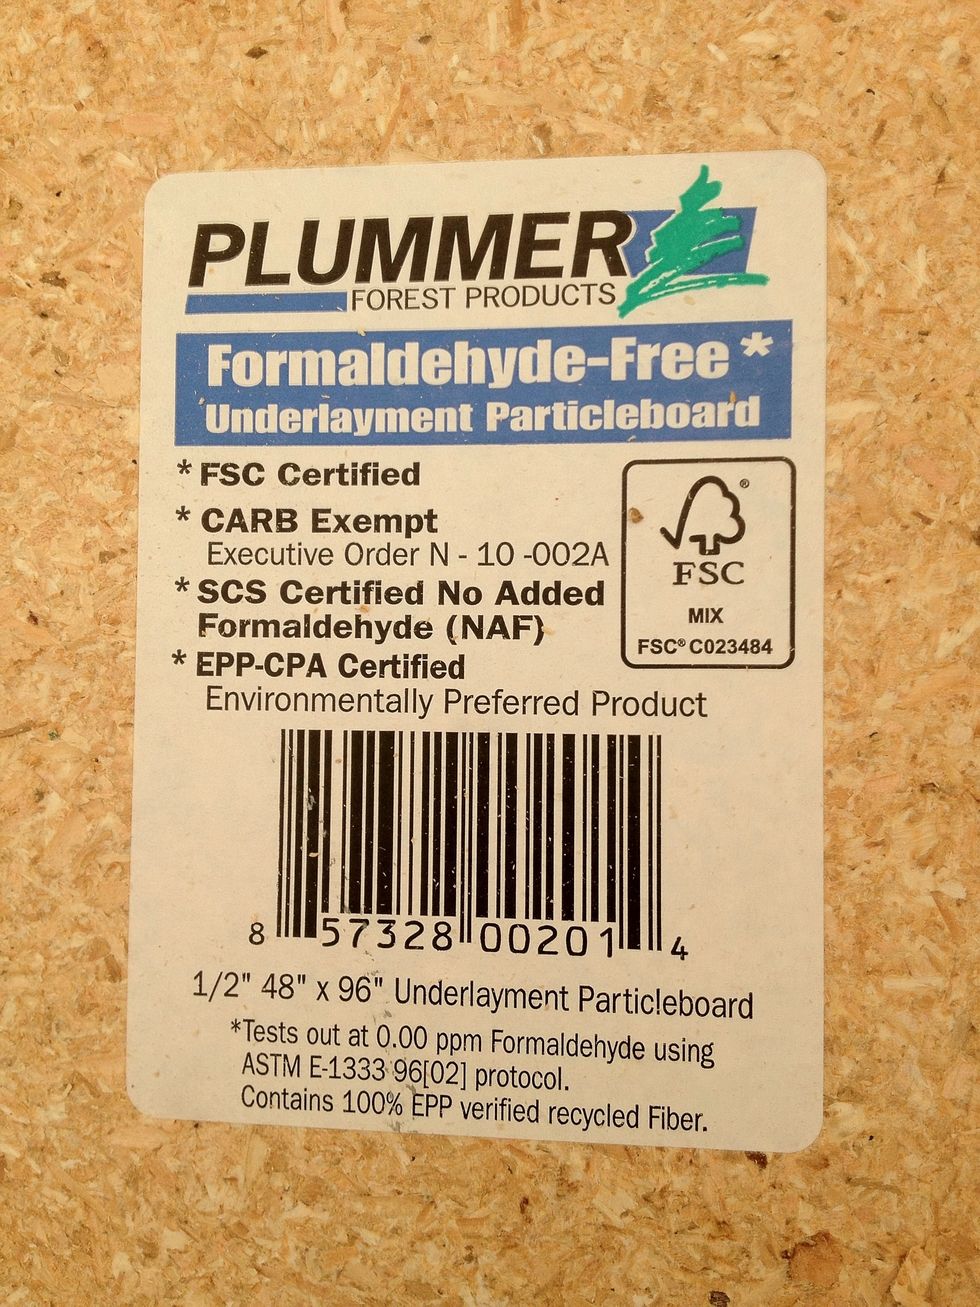 PLUMMER
FOREST PRODUCTS
Formaldehyde-Free*
Underlayment Particleboard
* FSC Certified
* CARB Exempt
Executive Order N - 10 -002A
* SCS Certified No Added
Formaldehyde (NAF)
* EPP-CPA Certified
Environmentally Preferred Product
®
FSC
MIX
FSC® C023484
8 57328 00201 4
1/2" 48" x 96" Underlayment Particleboard
*Tests out at 0.00 ppm Formaldehyde using
ASTM E-1333 96[02] protocol.
Contains 100% EPP verified recycled Fiber.